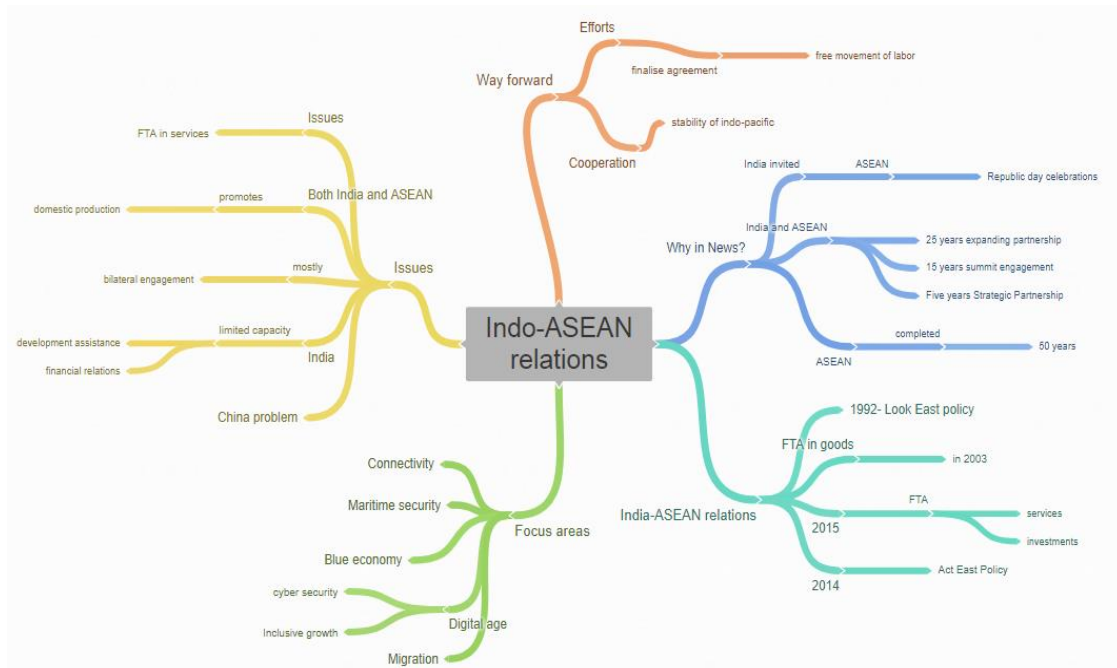 Indo-ASEAN
relations
Way forward
Efforts
finalise agreement
free movement of labor
Cooperation
stability of indo-pacific
Why in News?
India invited
ASEAN
Republic day celebrations
India and ASEAN
25 years expanding partnership
15 years summit engagement
Five years Strategic Partnership
ASEAN
completed
50 years
India-ASEAN relations
1992- Look East policy
FTA in goods
in 2003
2015
FTA
services
investments
2014
Act East Policy
Focus areas
Connectivity
Maritime security
Blue economy
Digital age
cyber security
Inclusive growth
Migration
Issues
Issues
FTA in services
Both India and ASEAN
promotes
domestic production
mostly
bilateral engagement
India
limited capacity
development assistance
financial relations
China problem